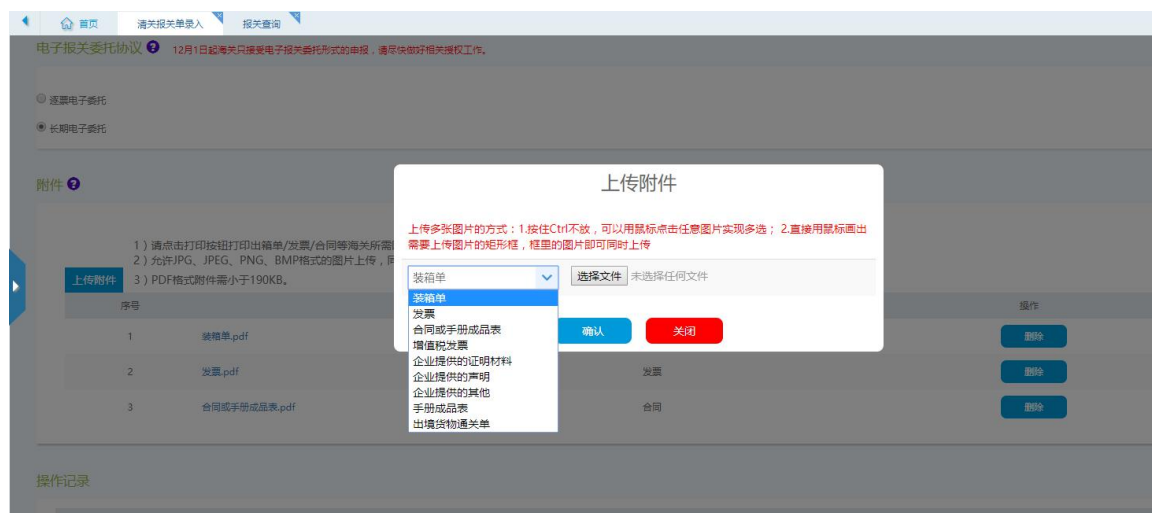 首页 清关报关单录入 报关查询
电子报关委托协议 12月1日起海关只接受电子报关委托形式的申报，请尽快做好相关授权工作。
逐票电子委托
长期电子委托
附件
上传附件
上传多张图片的方式：1.按住Ctrl不放，可以用鼠标点击任意图片实现多选； 2.直接用鼠标画出
需要上传图片的矩形框，框里的图片即可同时上传
1）请点击打印按钮打印出箱单/发票/合同等海关所需
2）允许JPG、JPEG、PNG、BMP格式的图片上传，同
上传附件 3）PDF格式附件需小于190KB。
装箱单 选择文件 未选择任何文件
装箱单
发票
合同或手册成品表
增值税发票
企业提供的证明材料
企业提供的声明
企业提供的其他
手册成品表
出境货物通关单
确认 关闭
序号 操作
1 装箱单.pdf 删除
2 发票.pdf 发票 删除
3 合同或手册成品表.pdf 合同 删除
操作记录